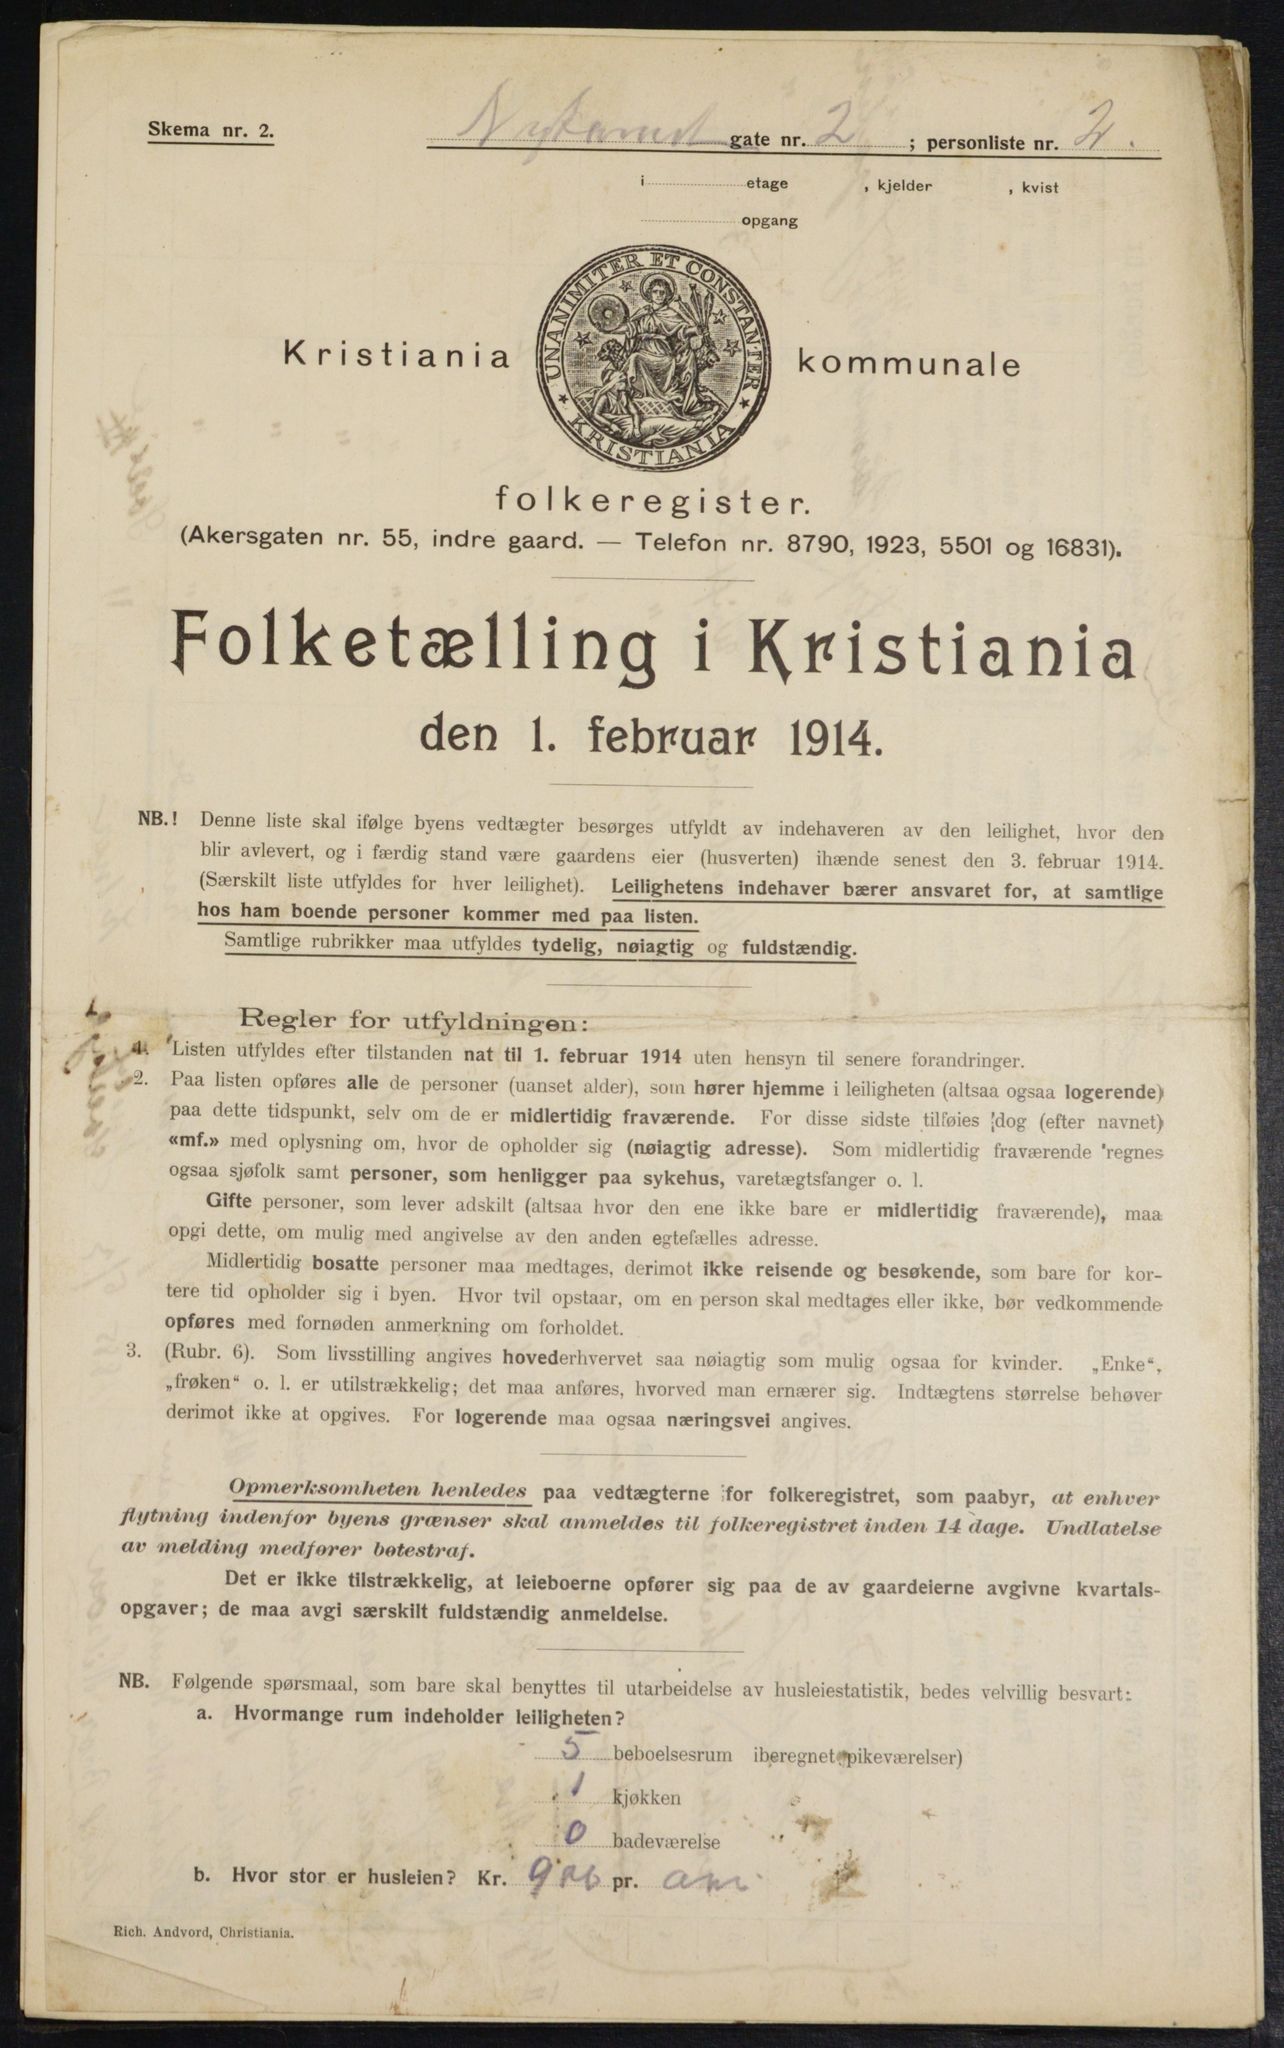 Skema nr. 2.
Nyland gate nr. 2 ; personliste nr. 2.
i etage , kjelder , kvist
opgang
UNANIMITER ET CONSTANTER
KRISTIANIA
Kristiania kommunale
folkeregister.
(Akersgaten nr. 55, indre gaard. — Telefon nr. 8790, 1923, 5501 og 16831).
Folketælling i Kristiania
den 1. februar 1914.
NB.! Denne liste skal ifølge byens vedtægter besørges utfyldt av indehaveren av den leilighet, hvor den
blir avlevert, og i færdig stand være gaardens eier (husverten) ihænde senest den 3. februar 1914.
(Særskilt liste utfyldes for hver leilighet). Leilighetens indehaver bærer ansvaret for, at samtlige
hos ham boende personer kommer med paa listen.
Samtlige rubrikker maa utfyldes tydelig, nøiagtig og fuldstændig.
Regler for utfyldningen:
1. Listen utfyldes efter tilstanden nat til 1. februar 1914 uten hensyn til senere forandringer.
2. Paa listen opføres alle de personer (uanset alder), som hører hjemme i leiligheten (altsaa ogsaa logerende)
paa dette tidspunkt, selv om de er midlertidig fraværende. For disse sidste tilføies dog (efter navnet)
«mf.» med oplysning om, hvor de opholder sig (nøiagtig adresse). Som midlertidig fraværende regnes
ogsaa sjøfolk samt personer, som henligger paa sykehus, varetægtsfanger o. l.
Gifte personer, som lever adskilt (altsaa hvor den ene ikke bare er midlertidig fraværende), maa
opgi dette, om mulig med angivelse av den anden egtefælles adresse.
Midlertidig bosatte personer maa medtages, derimot ikke reisende og besøkende, som bare for kor-
tere tid opholder sig i byen. Hvor tvil opstaar, om en person skal medtages eller ikke, bør vedkommende
opføres med fornøden anmerkning om forholdet.
3. (Rubr. 6). Som livsstilling angives hovederhvervet saa nøiagtig som mulig ogsaa for kvinder. „Enke“,
„frøken“ o. l. er utilstrækkelig; det maa anføres, hvorved man ernærer sig. Indtægtens størrelse behøver
derimot ikke at opgives. For logerende maa ogsaa næringsvei angives.
Opmerksomheten henledes paa vedtægterne for folkeregistret, som paabyr, at enhver
flytning indenfor byens grænser skal anmeldes til folkeregistret inden 14 dage. Undlatelse
av melding medfører bøtestraf.
Det er ikke tilstrækkelig, at leieboerne opfører sig paa de av gaardeierne avgivne kvartals-
opgaver; de maa avgi særskilt fuldstændig anmeldelse.
NB. Følgende spørsmaal, som bare skal benyttes til utarbeidelse av husleiestatistik, bedes velvillig besvart:
a. Hvormange rum indeholder leiligheten?
5 beboelsesrum iberegnet pikeværelser)
1 kjøkken
0 badeværelse
b. Hvor stor er husleien? Kr. pr.
Rich. Andvord, Christiania.